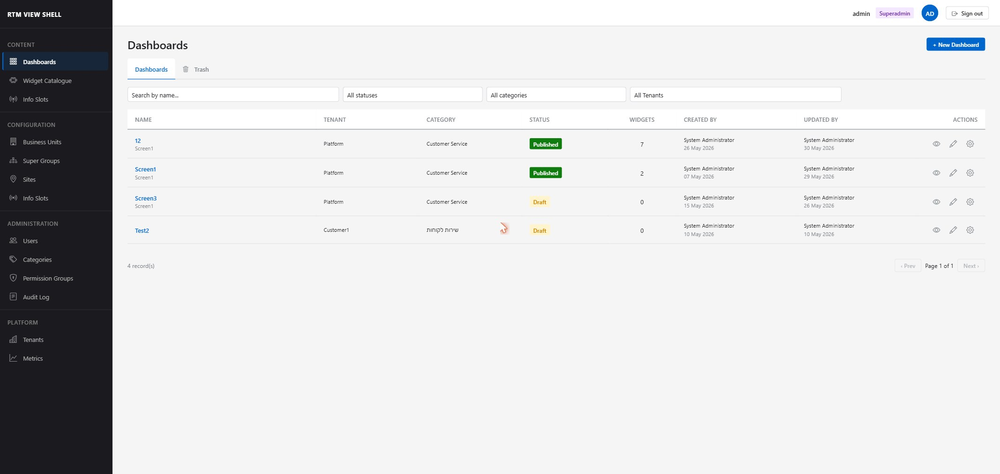 RTM VIEW SHELL
admin
Superadmin
AD
Sign out
CONTENT
Dashboards
Widget Catalogue
Info Slots
CONFIGURATION
Business Units
Super Groups
Sites
Info Slots
ADMINISTRATION
Users
Categories
Permission Groups
Audit Log
PLATFORM
Tenants
Metrics
Dashboards
+ New Dashboard
Dashboards
Trash
Search by name...
All statuses
All categories
All Tenants
NAME TENANT CATEGORY STATUS WIDGETS CREATED BY UPDATED BY ACTIONS
12 Platform Customer Service Published 7 System Administrator System Administrator
Screen1 26 May 2026 30 May 2026
Screen1 Platform Customer Service Published 2 System Administrator System Administrator
Screen1 07 May 2026 29 May 2026
Screen3 Platform Customer Service Draft 0 System Administrator System Administrator
Screen1 15 May 2026 26 May 2026
Test2 Customer1 שירות לקוחות Draft 0 System Administrator System Administrator
10 May 2026 10 May 2026
4 record(s)
‹ Prev Page 1 of 1 Next ›